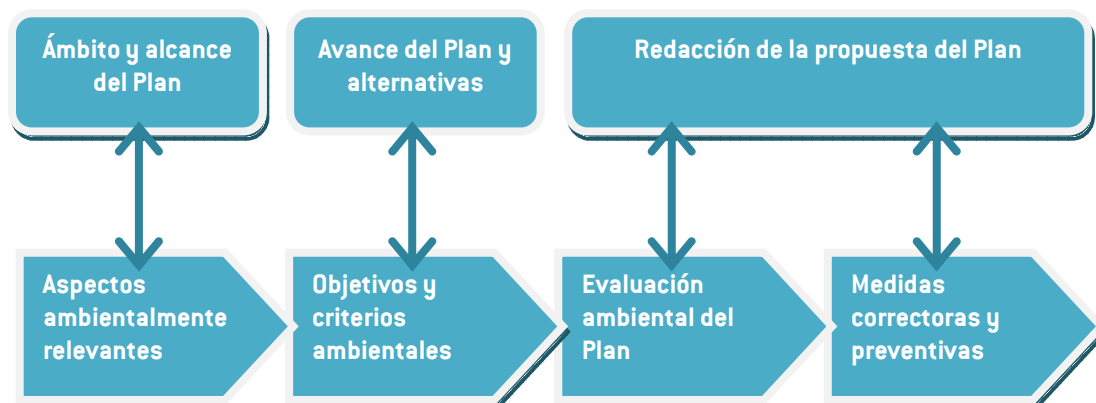 Ámbito y alcance
del Plan
Avance del Plan y
alternativas
Redacción de la propuesta del Plan
Aspectos
ambientalmente
relevantes
Objetivos y
criterios
ambientales
Evaluación
ambiental del
Plan
Medidas
correctoras y
preventivas